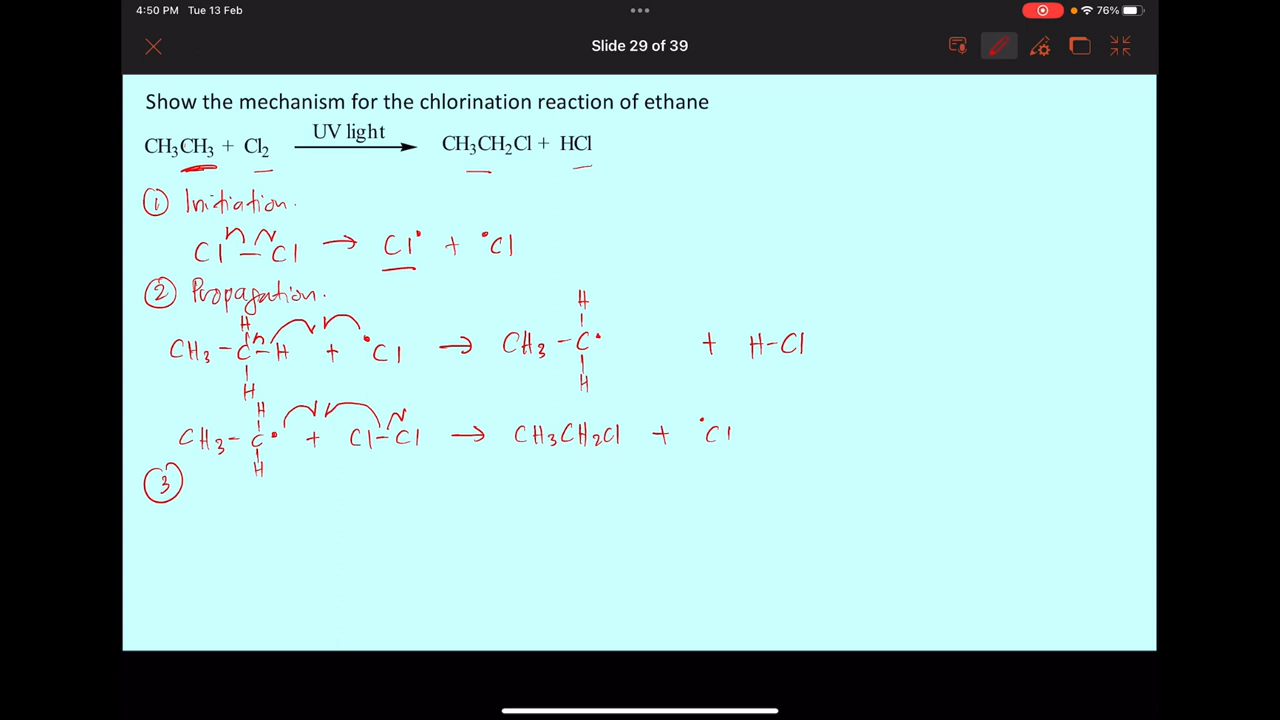 4:50 PM Tue 13 Feb
76%
Slide 29 of 39
Show the mechanism for the chlorination reaction of ethane
CH₃CH₃ + Cl₂ UV light → CH₃CH₂Cl + HCl
① Initiation.
Cl – Cl → Cl• + •Cl
② Propagation.
H H
CH₃ – C – H + •Cl → CH₃ – C• + H-Cl
H H
H
CH₃ – C• + Cl–Cl → CH₃CH₂Cl + •Cl
H
③